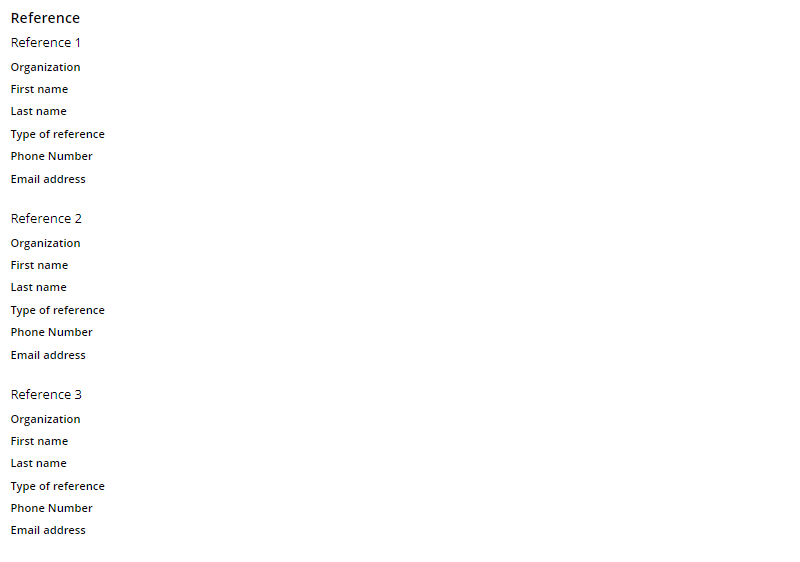 Reference
Reference 1
Organization
First name
Last name
Type of reference
Phone Number
Email address
Reference 2
Organization
First name
Last name
Type of reference
Phone Number
Email address
Reference 3
Organization
First name
Last name
Type of reference
Phone Number
Email address